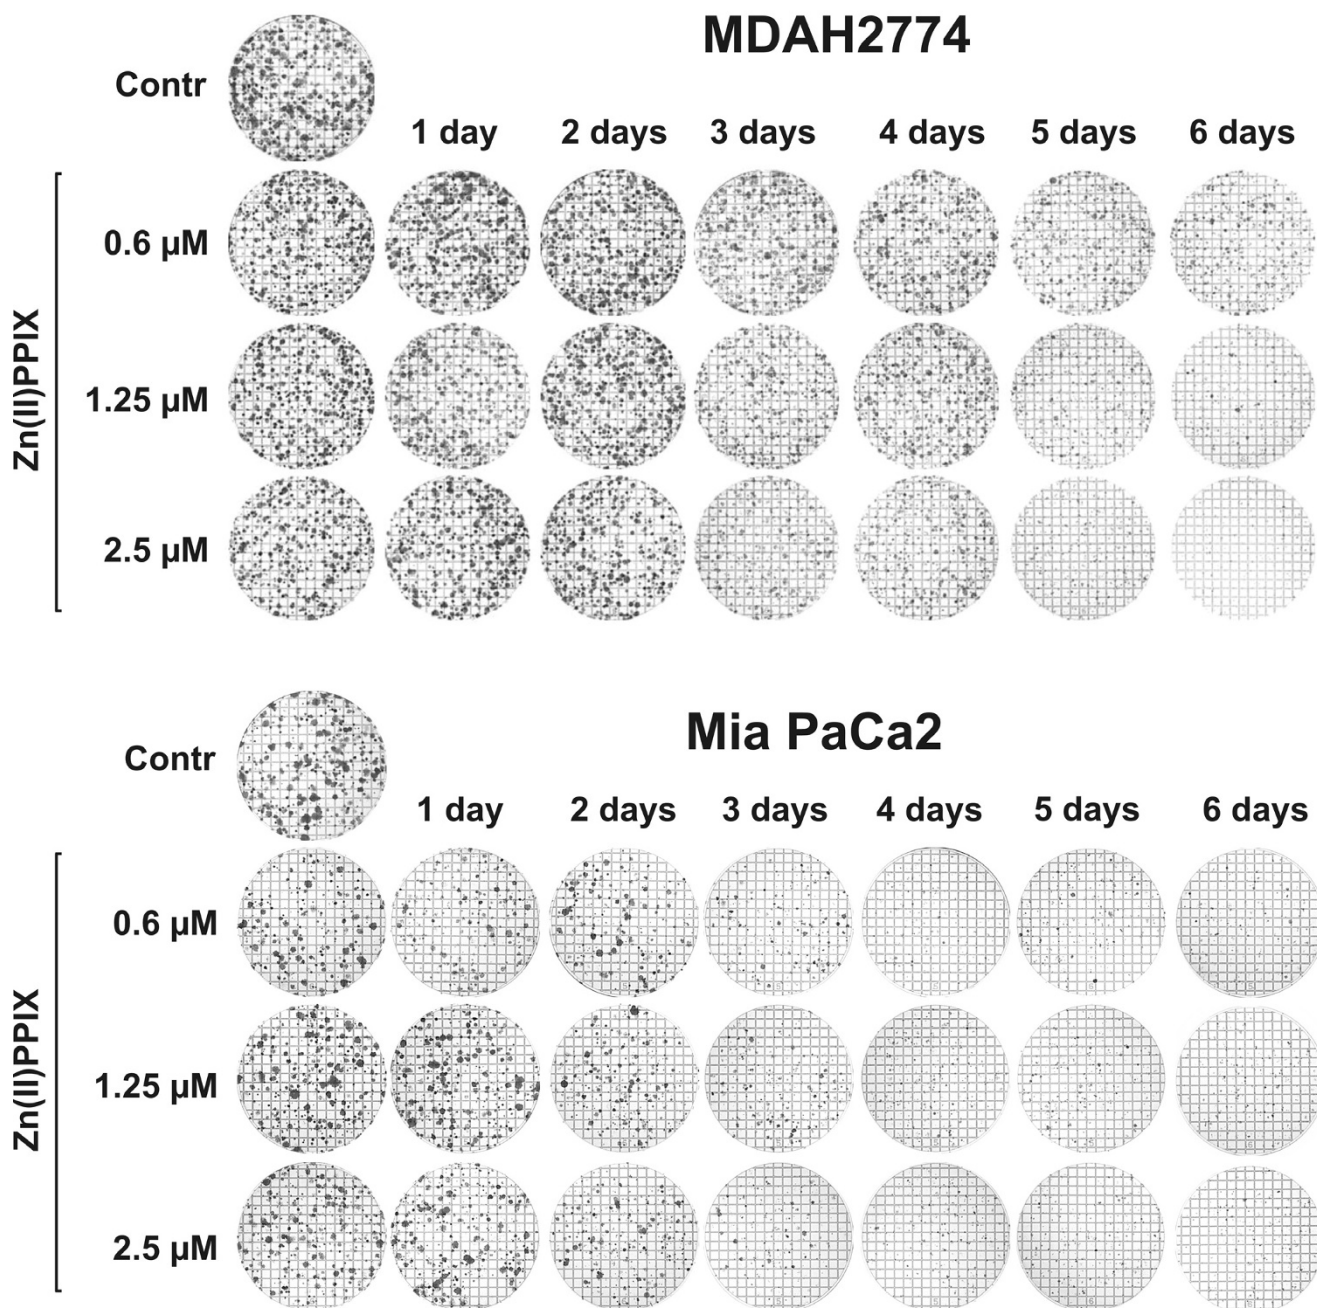 MDAH2774
Contr
1 day 2 days 3 days 4 days 5 days 6 days
Zn(II)PPIX
0.6 µM
1.25 µM
2.5 µM
Mia PaCa2
Contr
1 day 2 days 3 days 4 days 5 days 6 days
Zn(II)PPIX
0.6 µM
1.25 µM
2.5 µM